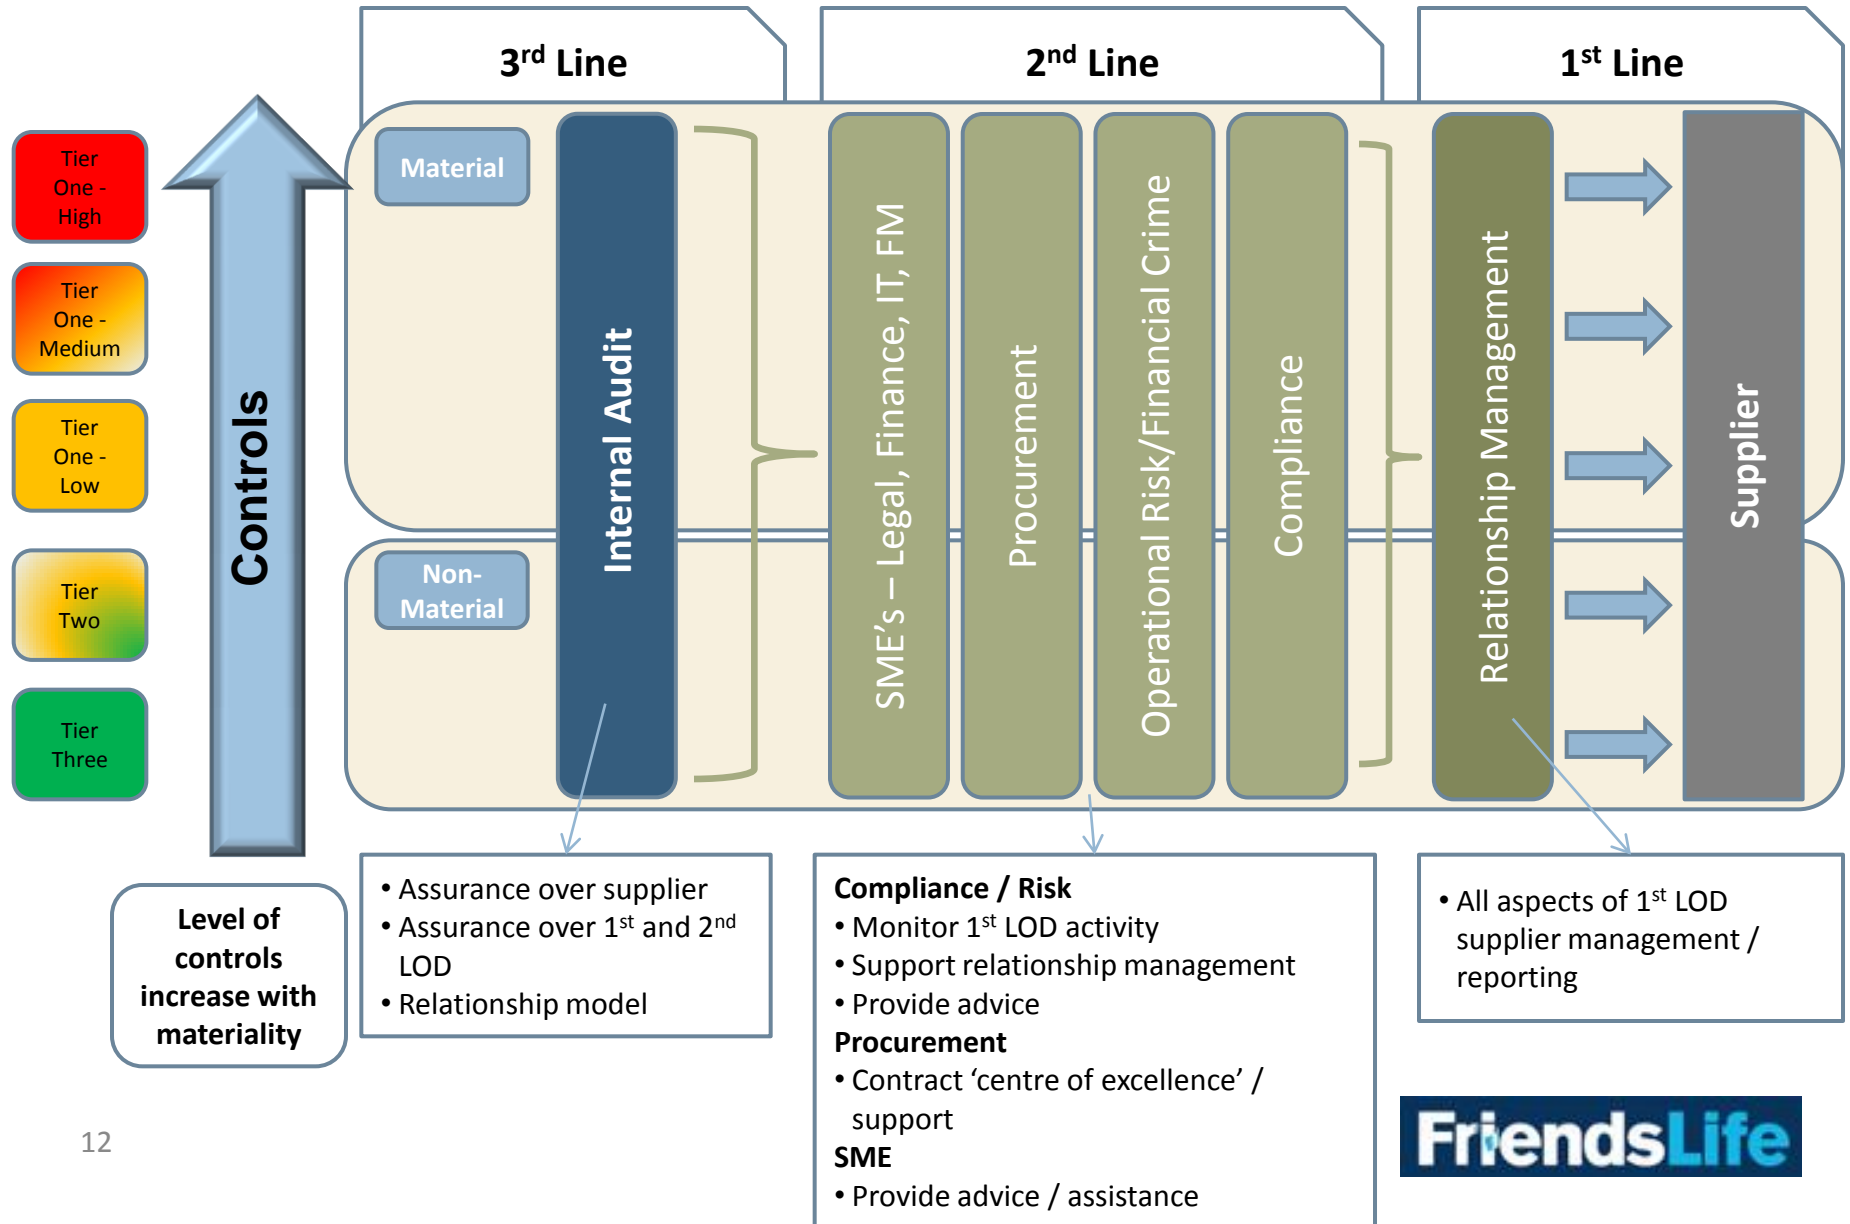 3rd Line
2nd Line
1st Line
Tier
One -
High
Tier
One -
Medium
Tier
One -
Low
Tier
Two
Tier
Three
Controls
Level of
controls
increase with
materiality
Material
Non-
Material
Internal Audit
SME's – Legal, Finance, IT, FM
Procurement
Operational Risk/Financial Crime
Compliance
Relationship Management
Supplier
• Assurance over supplier
• Assurance over 1st and 2nd
LOD
• Relationship model
Compliance / Risk
• Monitor 1st LOD activity
• Support relationship management
• Provide advice
Procurement
• Contract ‘centre of excellence’ /
support
SME
• Provide advice / assistance
• All aspects of 1st LOD
supplier management /
reporting
12
FriendsLife